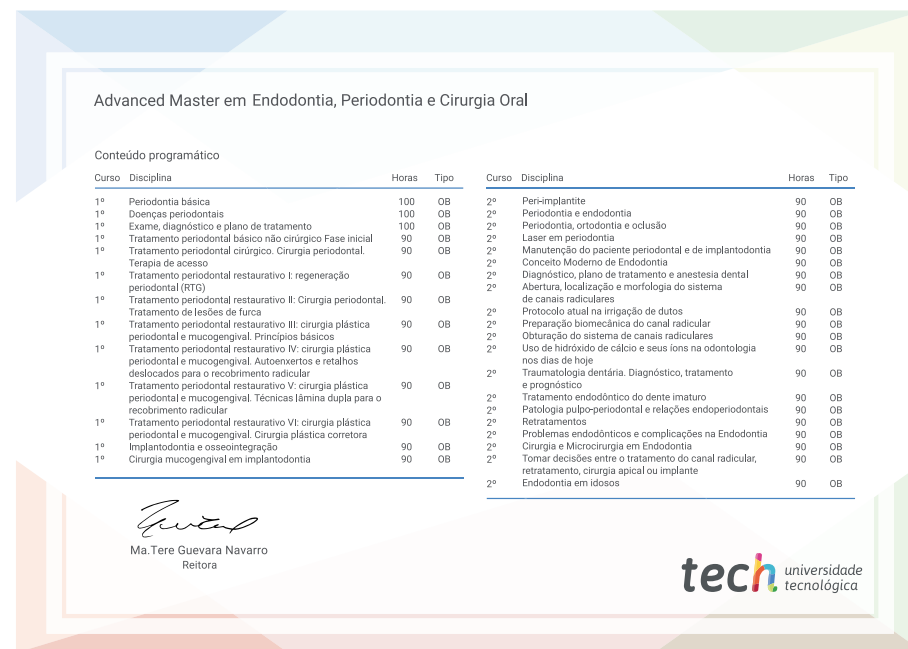 Advanced Master em Endodontia, Periodontia e Cirurgia Oral
Conteúdo programático
Curso Disciplina Horas Tipo
1º Periodontia básica 100 OB
1º Doenças periodontais 100 OB
1º Exame, diagnóstico e plano de tratamento 100 OB
1º Tratamento periodontal básico não cirúrgico Fase inicial 90 OB
1º Tratamento periodontal cirúrgico. Cirurgia periodontal. 90 OB
Terapia de acesso
1º Tratamento periodontal restaurativo I: regeneração 90 OB
periodontal (RTG)
1º Tratamento periodontal restaurativo II: Cirurgia periodontal. 90 OB
Tratamento de lesões de furca
1º Tratamento periodontal restaurativo III: cirurgia plástica 90 OB
periodontal e mucogengival. Princípios básicos
1º Tratamento periodontal restaurativo IV: cirurgia plástica 90 OB
periodontal e mucogengival. Autoenxertos e retalhos
deslocados para o recobrimento radicular
1º Tratamento periodontal restaurativo V: cirurgia plástica 90 OB
periodontal e mucogengival. Técnicas lâmina dupla para o
recobrimento radicular
1º Tratamento periodontal restaurativo VI: cirurgia plástica 90 OB
periodontal e mucogengival. Cirurgia plástica corretora
1º Implantodontia e osseointegração 90 OB
1º Cirurgia mucogengival em implantodontia 90 OB
Curso Disciplina Horas Tipo
2º Peri-implantite 90 OB
2º Periodontia e endodontia 90 OB
2º Periodontia, ortodontia e oclusão 90 OB
2º Laser em periodontia 90 OB
2º Manutenção do paciente periodontal e de implantodontia 90 OB
2º Conceito Moderno de Endodontia 90 OB
2º Diagnóstico, plano de tratamento e anestesia dental 90 OB
2º Abertura, localização e morfologia do sistema 90 OB
de canais radiculares
2º Protocolo atual na irrigação de dutos 90 OB
2º Preparação biomecânica do canal radicular 90 OB
2º Obturação do sistema de canais radiculares 90 OB
2º Uso de hidróxido de cálcio e seus íons na odontologia 90 OB
nos dias de hoje
2º Traumatologia dentária. Diagnóstico, tratamento 90 OB
e prognóstico
2º Tratamento endodôntico do dente imaturo 90 OB
2º Patologia pulpo-periodontal e relações endoperiodontais 90 OB
2º Retratamentos 90 OB
2º Problemas endodônticos e complicações na Endodontia 90 OB
2º Cirurgia e Microcirurgia em Endodontia 90 OB
2º Tomar decisões entre o tratamento do canal radicular, 90 OB
retratamento, cirurgia apical ou implante
2º Endodontia em idosos 90 OB
Ma.Tere Guevara Navarro
Reitora
tech universidade
tecnológica